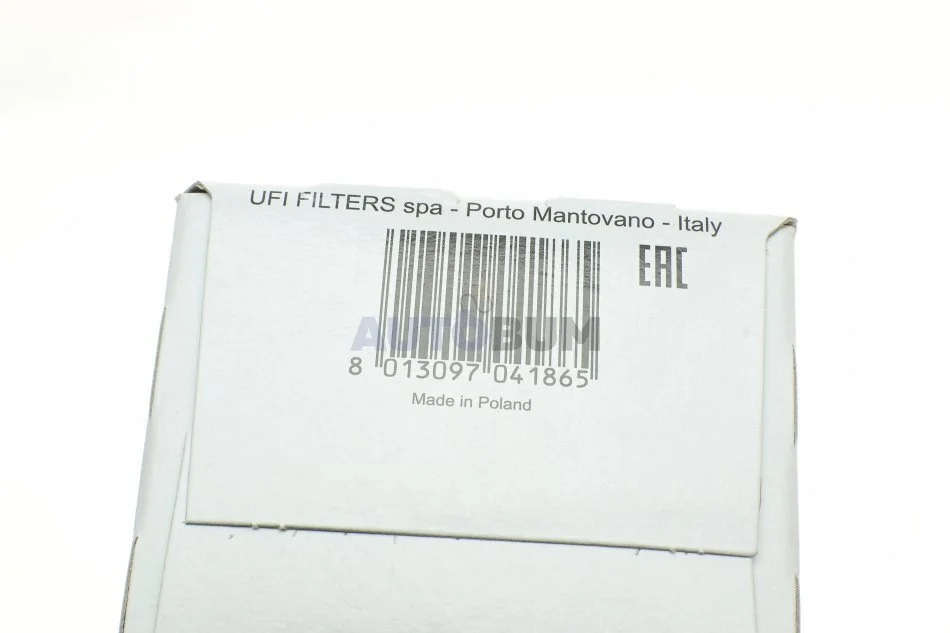 UFI FILTERS spa - Porto Mantovano - Italy
EAC
AUTOBUM
8 013097 041865
Made in Poland